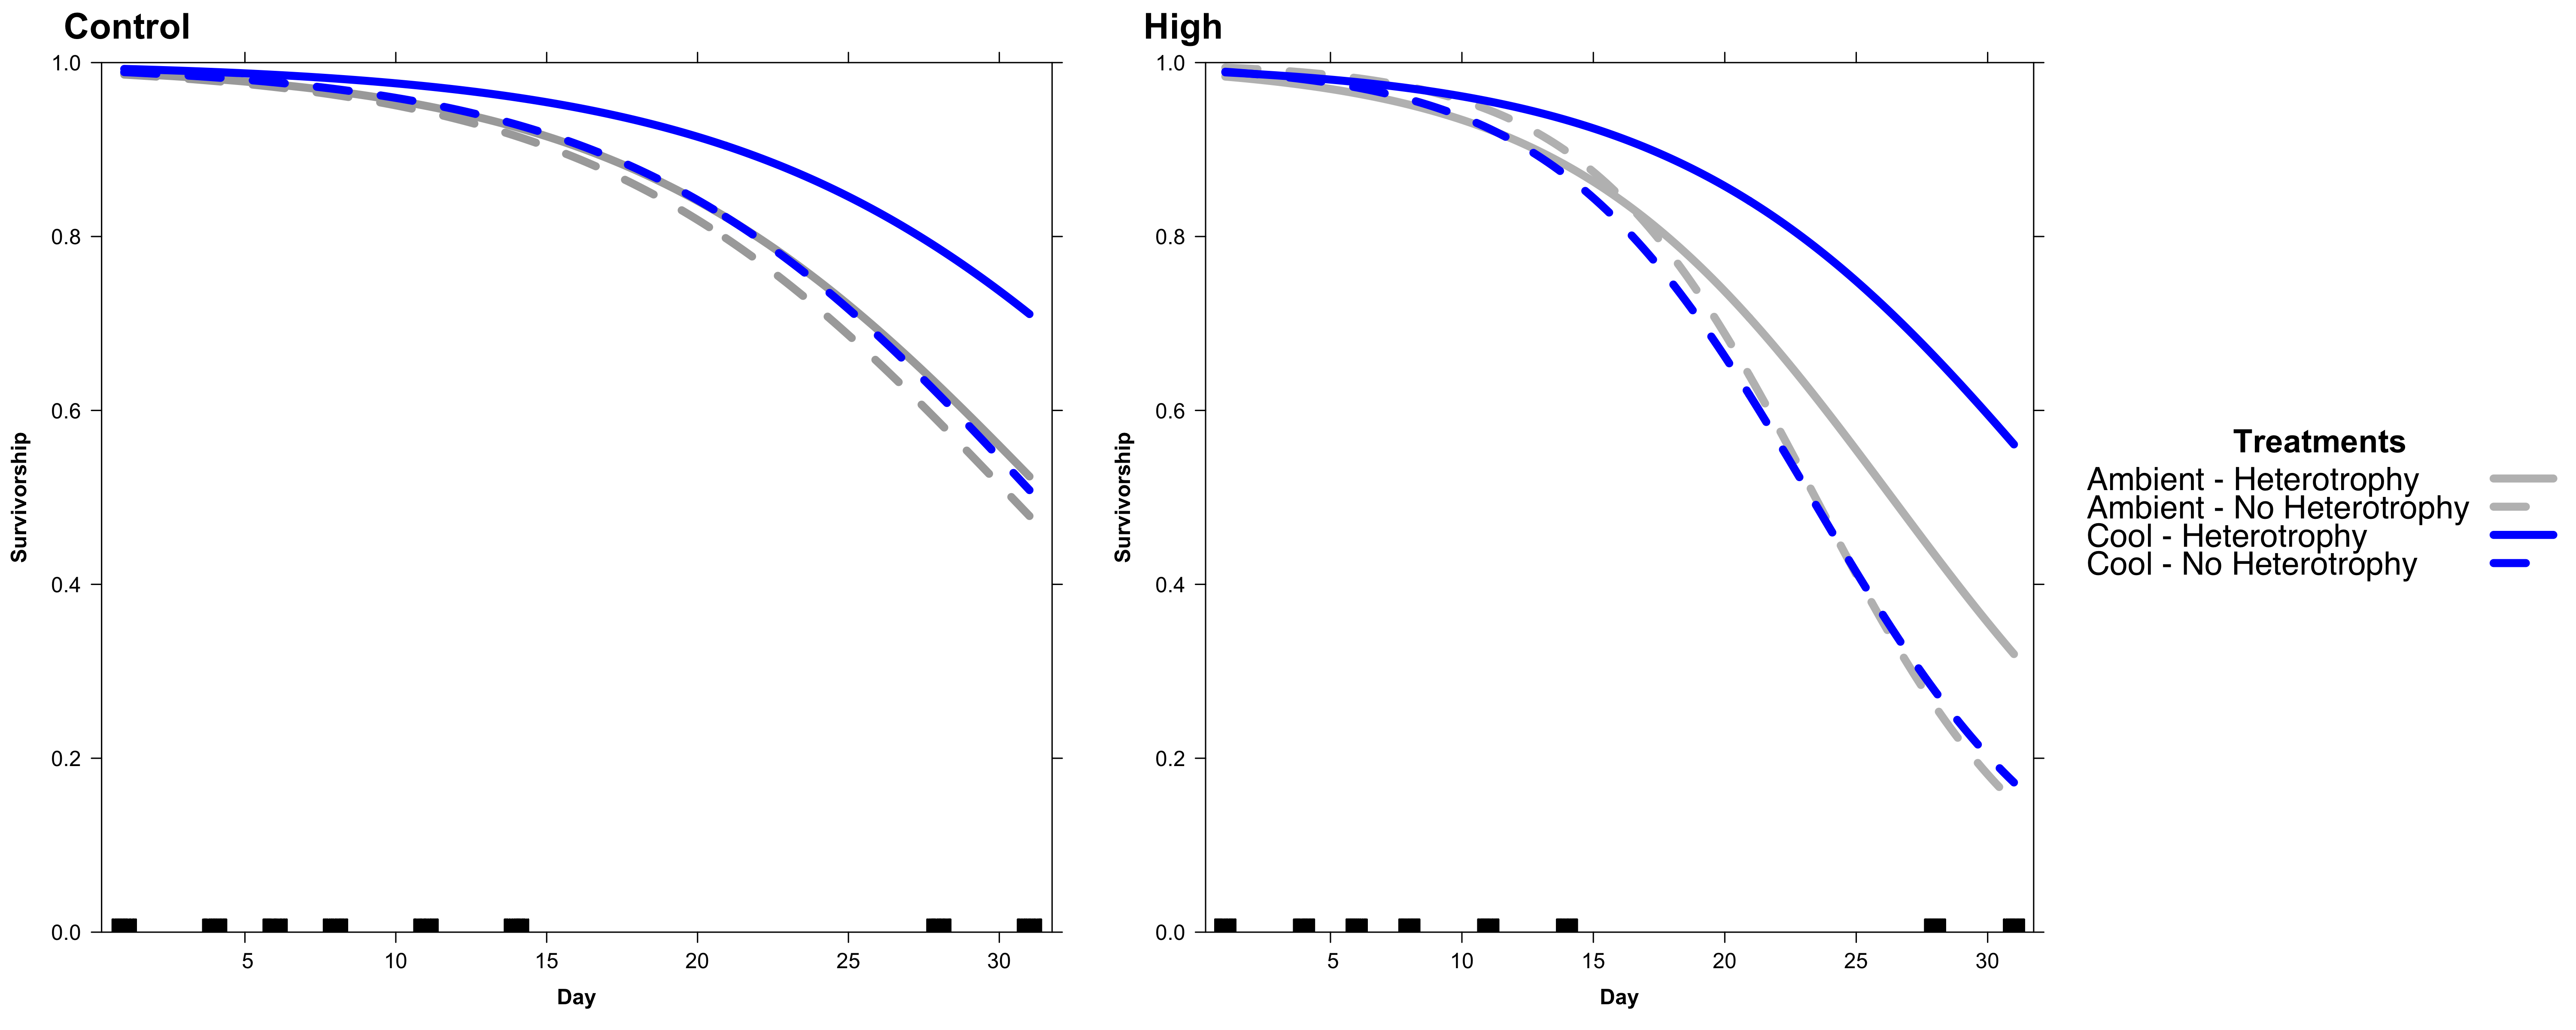 Control
1.0
0.8
0.6
0.4
0.2
0.0
Survivorship
5 10 15 20 25 30
Day
High
1.0
0.8
0.6
0.4
0.2
0.0
Survivorship
5 10 15 20 25 30
Day
Treatments
Ambient - Heterotrophy
Ambient - No Heterotrophy
Cool - Heterotrophy
Cool - No Heterotrophy